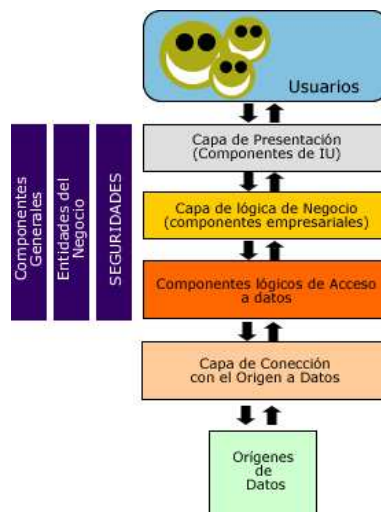 Usuarios
Componentes
Generales
Entidades del
Negocio
SEGURIDADES
Capa de Presentación
(Componentes de IU)
Capa de lógica de Negocio
(componentes empresariales)
Componentes lógicos de Acceso
a datos
Capa de Conección
con el Origen a Datos
Orígenes
de
Datos